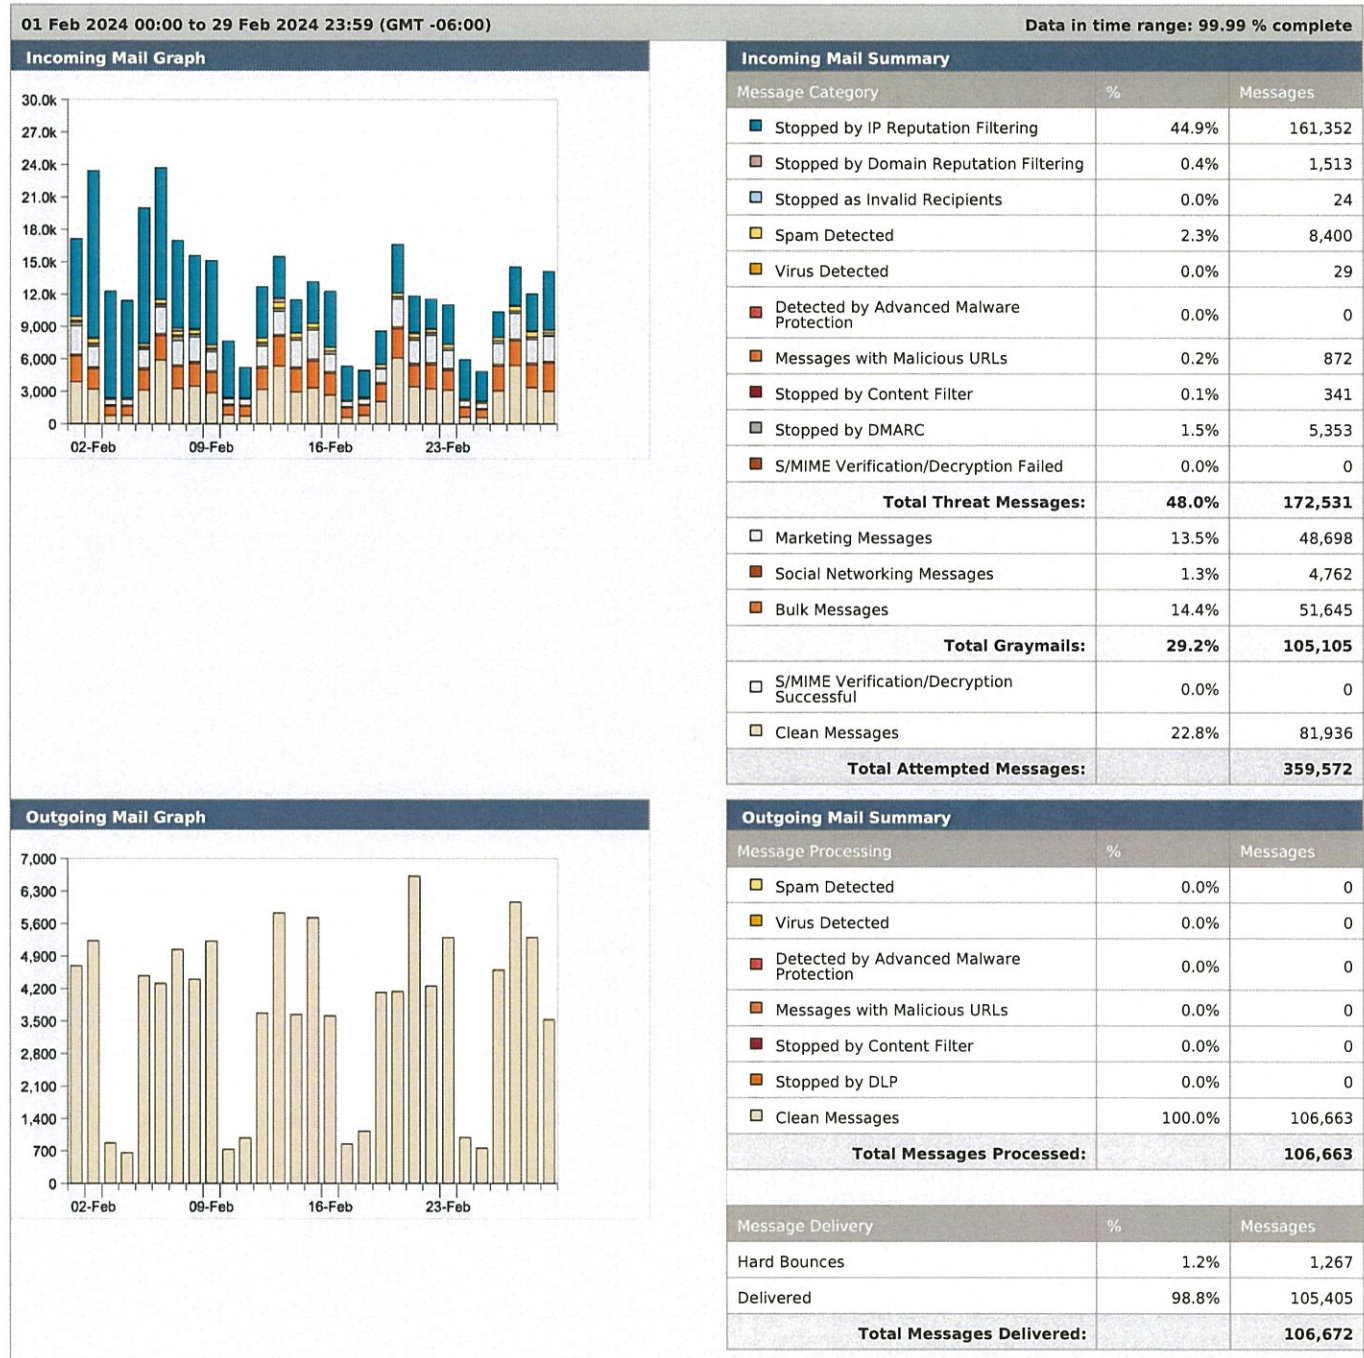 01 Feb 2024 00:00 to 29 Feb 2024 23:59 (GMT -06:00)
Data in time range: 99.99 % complete
Incoming Mail Graph
30.0k
27.0k
24.0k
21.0k
18.0k
15.0k
12.0k
9,000
6,000
3,000
0
02-Feb 09-Feb 16-Feb 23-Feb
Incoming Mail Summary
Message Category % Messages
Stopped by IP Reputation Filtering 44.9% 161,352
Stopped by Domain Reputation Filtering 0.4% 1,513
Stopped as Invalid Recipients 0.0% 24
Spam Detected 2.3% 8,400
Virus Detected 0.0% 29
Detected by Advanced Malware
Protection 0.0% 0
Messages with Malicious URLs 0.2% 872
Stopped by Content Filter 0.1% 341
Stopped by DMARC 1.5% 5,353
S/MIME Verification/Decryption Failed 0.0% 0
Total Threat Messages: 48.0% 172,531
Marketing Messages 13.5% 48,698
Social Networking Messages 1.3% 4,762
Bulk Messages 14.4% 51,645
Total Graymails: 29.2% 105,105
S/MIME Verification/Decryption
Successful 0.0% 0
Clean Messages 22.8% 81,936
Total Attempted Messages: 359,572
Outgoing Mail Graph
7,000
6,300
5,600
4,900
4,200
3,500
2,800
2,100
1,400
700
0
02-Feb 09-Feb 16-Feb 23-Feb
Outgoing Mail Summary
Message Processing % Messages
Spam Detected 0.0% 0
Virus Detected 0.0% 0
Detected by Advanced Malware
Protection 0.0% 0
Messages with Malicious URLs 0.0% 0
Stopped by Content Filter 0.0% 0
Stopped by DLP 0.0% 0
Clean Messages 100.0% 106,663
Total Messages Processed: 106,663
Message Delivery % Messages
Hard Bounces 1.2% 1,267
Delivered 98.8% 105,405
Total Messages Delivered: 106,672